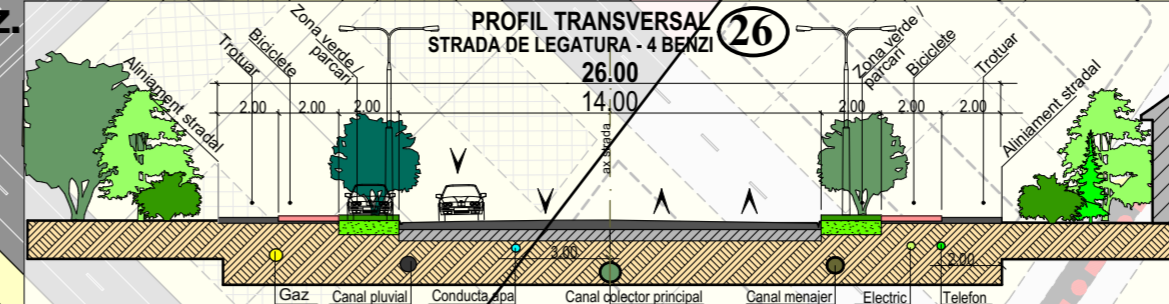 z.
PROFIL TRANSVERSAL
STRADA DE LEGATURA - 4 BENZI
26
26.00
14.00
Aliniament stradal
Trotuar
Biciclete
Zona verde /
parcari
2.00
2.00
2.00
ax strada
Zona verde /
parcari
Biciclete
Trotuar
Aliniament stradal
2.00
2.00
2.00
3.00
2.00
Gaz
Canal pluvial
Conducta apa
Canal colector principal
Canal menajer
Electric
Telefon